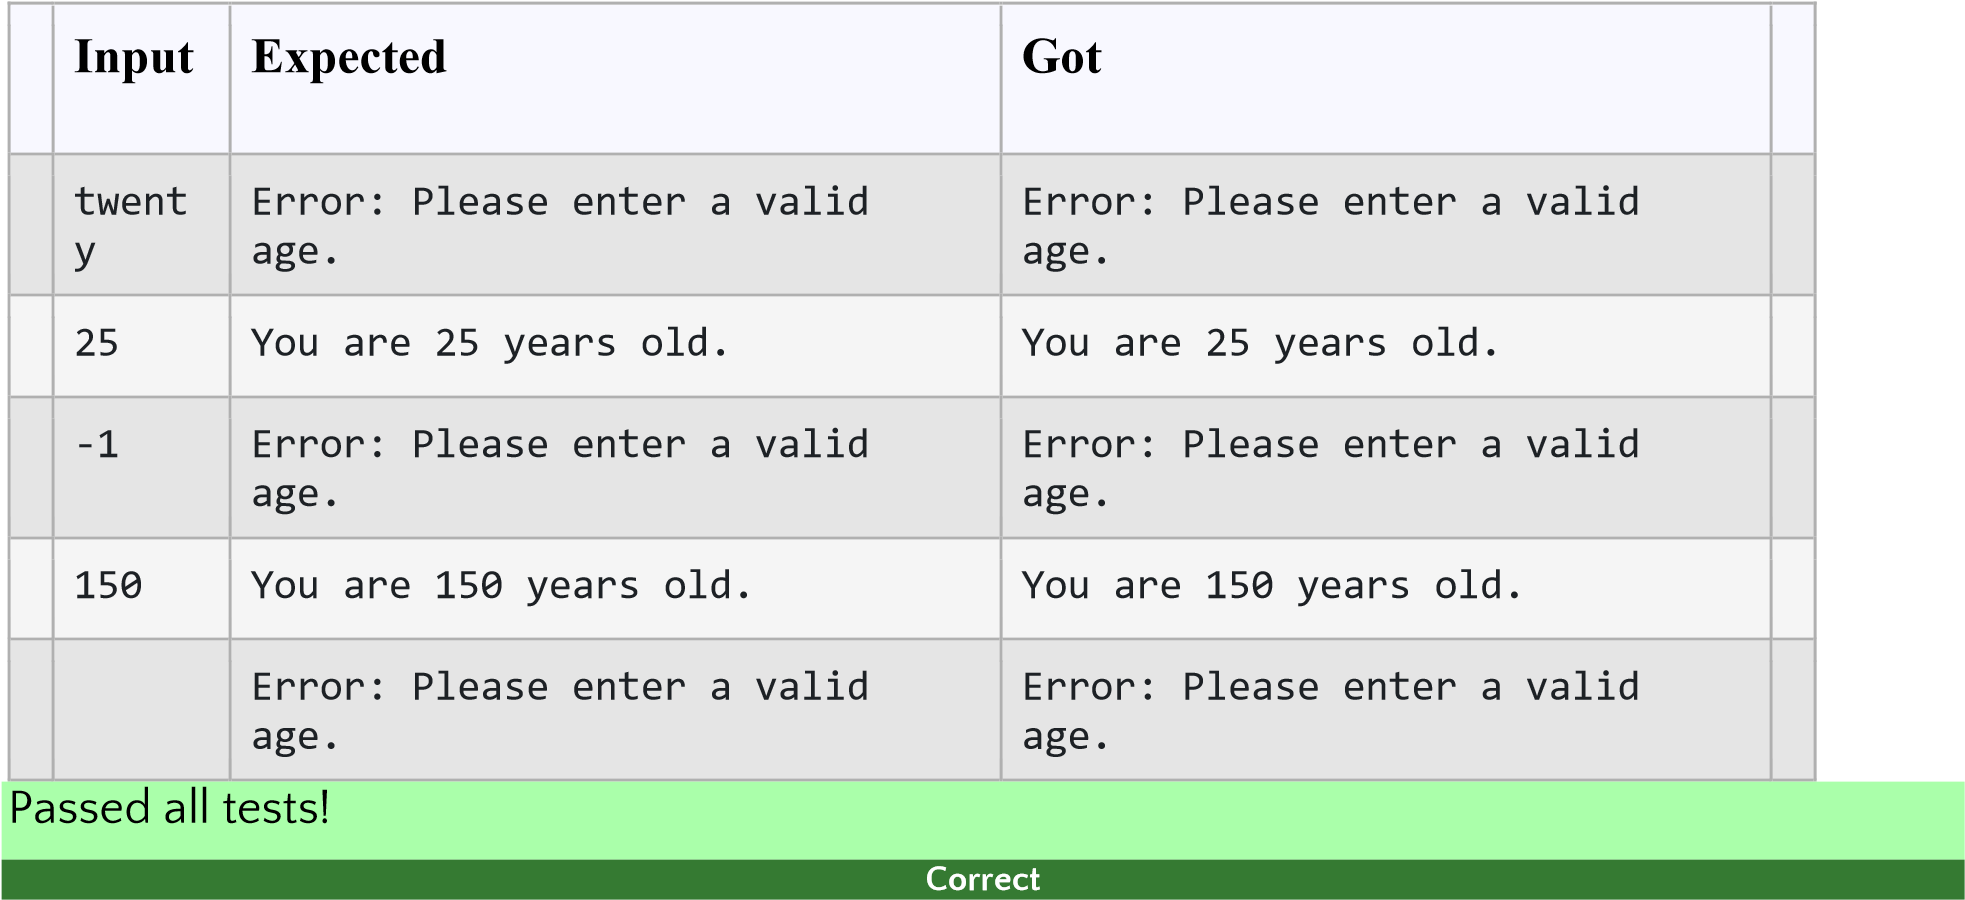 Input Expected Got
twent Error: Please enter a valid Error: Please enter a valid
y age. age.
25 You are 25 years old. You are 25 years old.
-1 Error: Please enter a valid Error: Please enter a valid
age. age.
150 You are 150 years old. You are 150 years old.
Error: Please enter a valid Error: Please enter a valid
age. age.
Passed all tests!
Correct